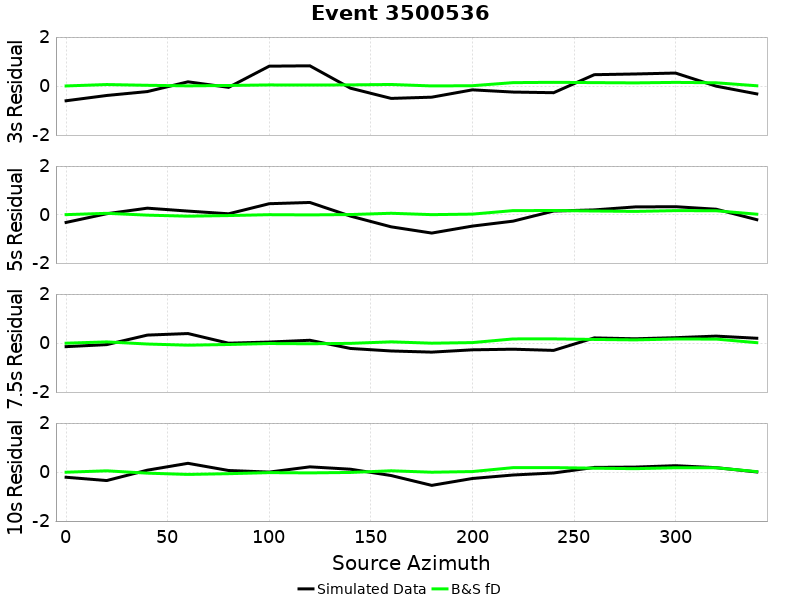 Event 3500536
3s Residual
2
0
-2
5s Residual
2
0
-2
7.5s Residual
2
0
-2
10s Residual
2
0
-2
0 50 100 150 200 250 300
Source Azimuth
Simulated Data B&S fD